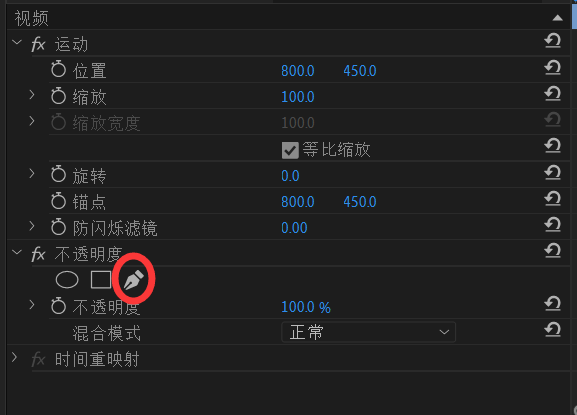 视频
fx 运动
位置 800.0 450.0
缩放 100.0
缩放宽度 100.0
等比缩放
旋转 0.0
锚点 800.0 450.0
防闪烁滤镜 0.00
fx 不透明度
不透明度 100.0 %
混合模式 正常
fx 时间重映射